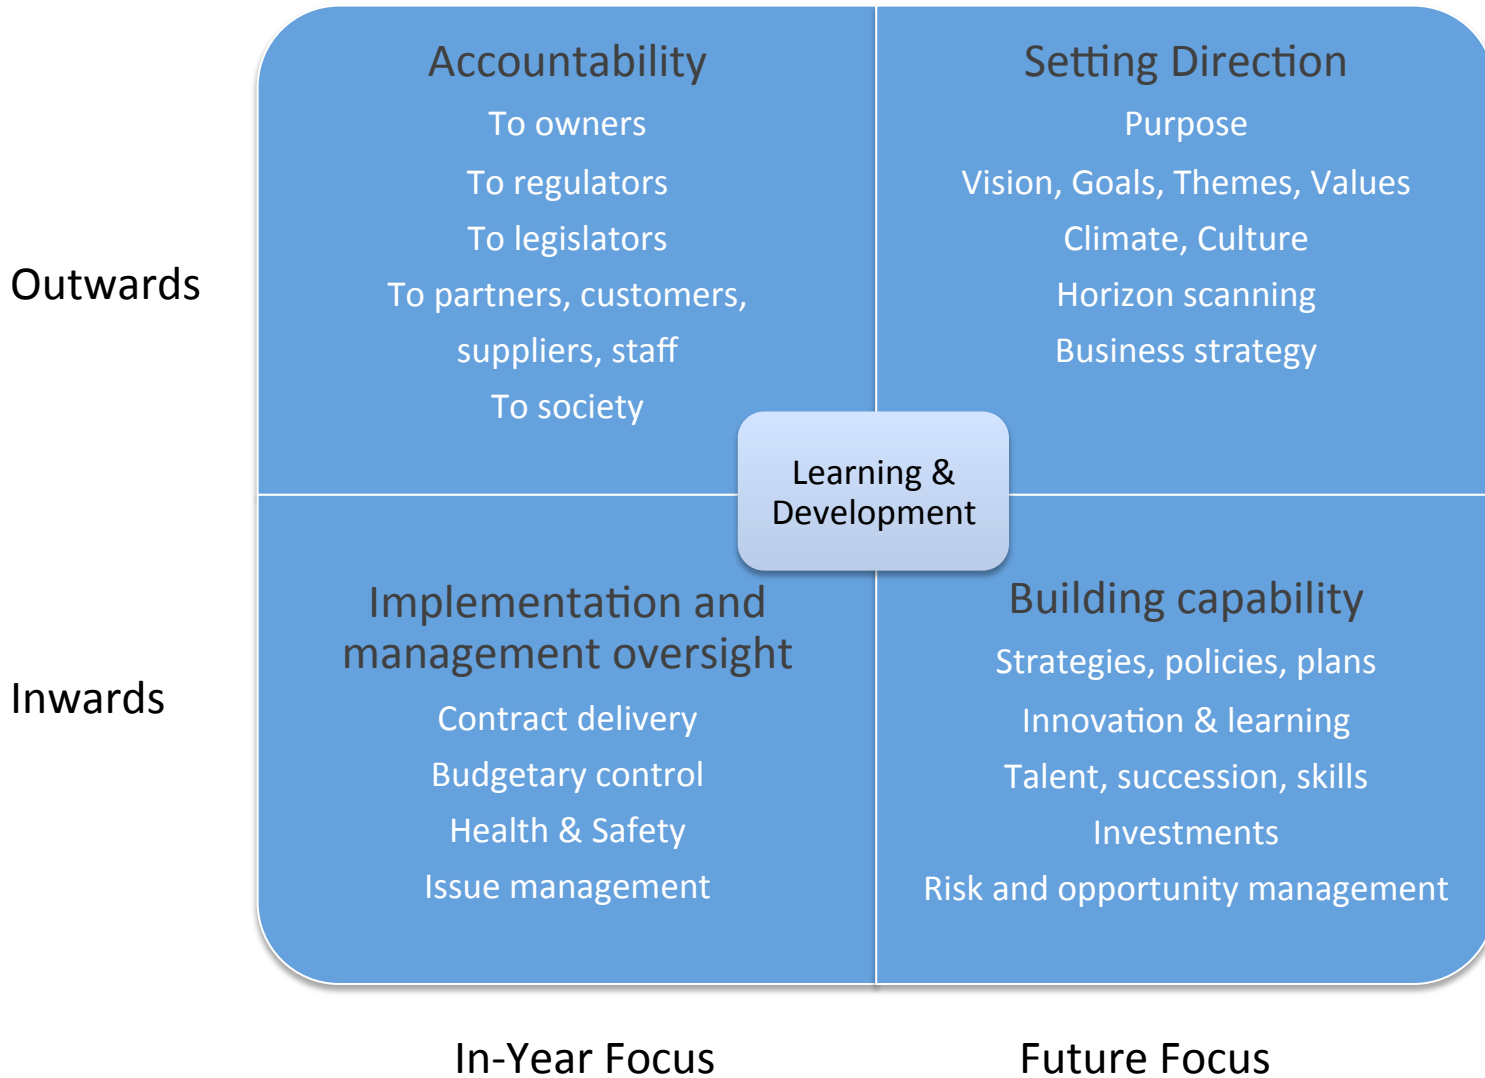 Accountability
To owners
To regulators
To legislators
To partners, customers,
suppliers, staff
To society
Setting Direction
Purpose
Vision, Goals, Themes, Values
Climate, Culture
Horizon scanning
Business strategy
Outwards
Learning &
Development
Implementation and
management oversight
Contract delivery
Budgetary control
Health & Safety
Issue management
Building capability
Strategies, policies, plans
Innovation & learning
Talent, succession, skills
Investments
Risk and opportunity management
Inwards
In-Year Focus
Future Focus